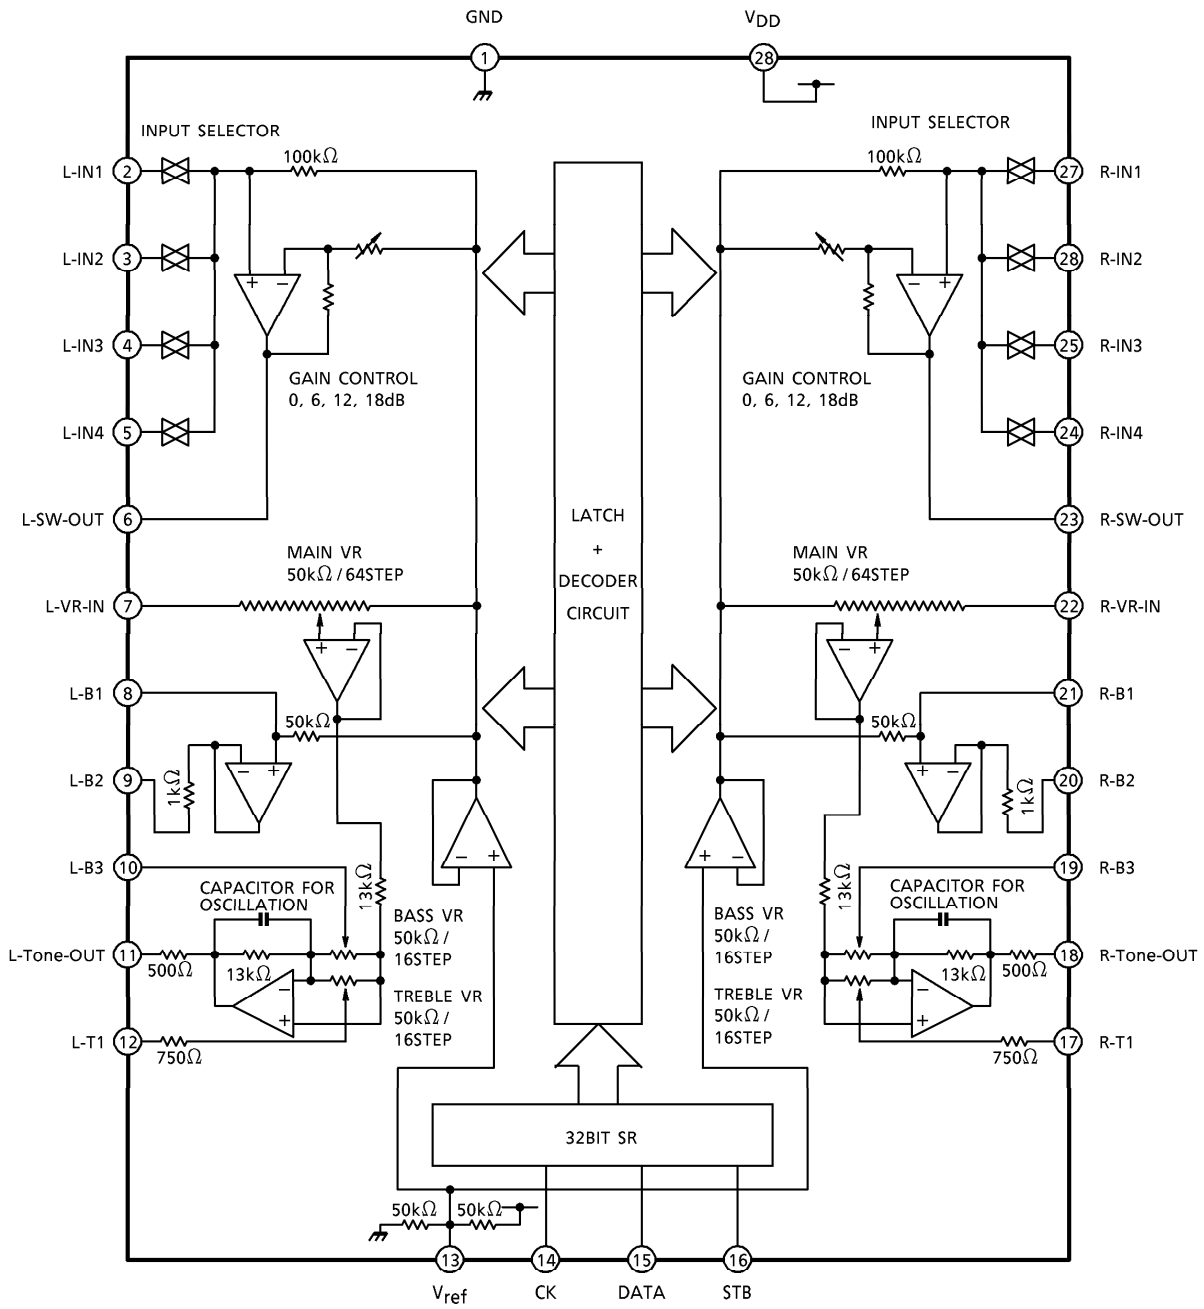 GND
VDD
1
28
INPUT SELECTOR
INPUT SELECTOR
L-IN1
2
100kΩ
100kΩ
27
R-IN1
L-IN2
3
+
−
−
+
28
R-IN2
L-IN3
4
25
R-IN3
GAIN CONTROL
0, 6, 12, 18dB
GAIN CONTROL
0, 6, 12, 18dB
L-IN4
5
24
R-IN4
L-SW-OUT
6
23
R-SW-OUT
LATCH
+
DECODER
CIRCUIT
MAIN VR
50kΩ/64STEP
MAIN VR
50kΩ/64STEP
L-VR-IN
7
22
R-VR-IN
+
−
−
+
L-B1
8
50kΩ
50kΩ
21
R-B1
L-B2
9
1kΩ
−
+
+
−
1kΩ
20
R-B2
−
+
+
−
L-B3
10
13kΩ
13kΩ
19
R-B3
CAPACITOR FOR
OSCILLATION
CAPACITOR FOR
OSCILLATION
BASS VR
50kΩ/
16STEP
BASS VR
50kΩ/
16STEP
L-Tone-OUT
11
500Ω
13kΩ
13kΩ
500Ω
18
R-Tone-OUT
−
+
−
+
TREBLE VR
50kΩ/
16STEP
TREBLE VR
50kΩ/
16STEP
L-T1
12
750Ω
750Ω
17
R-T1
32BIT SR
50kΩ
50kΩ
13
14
15
16
Vref
CK
DATA
STB